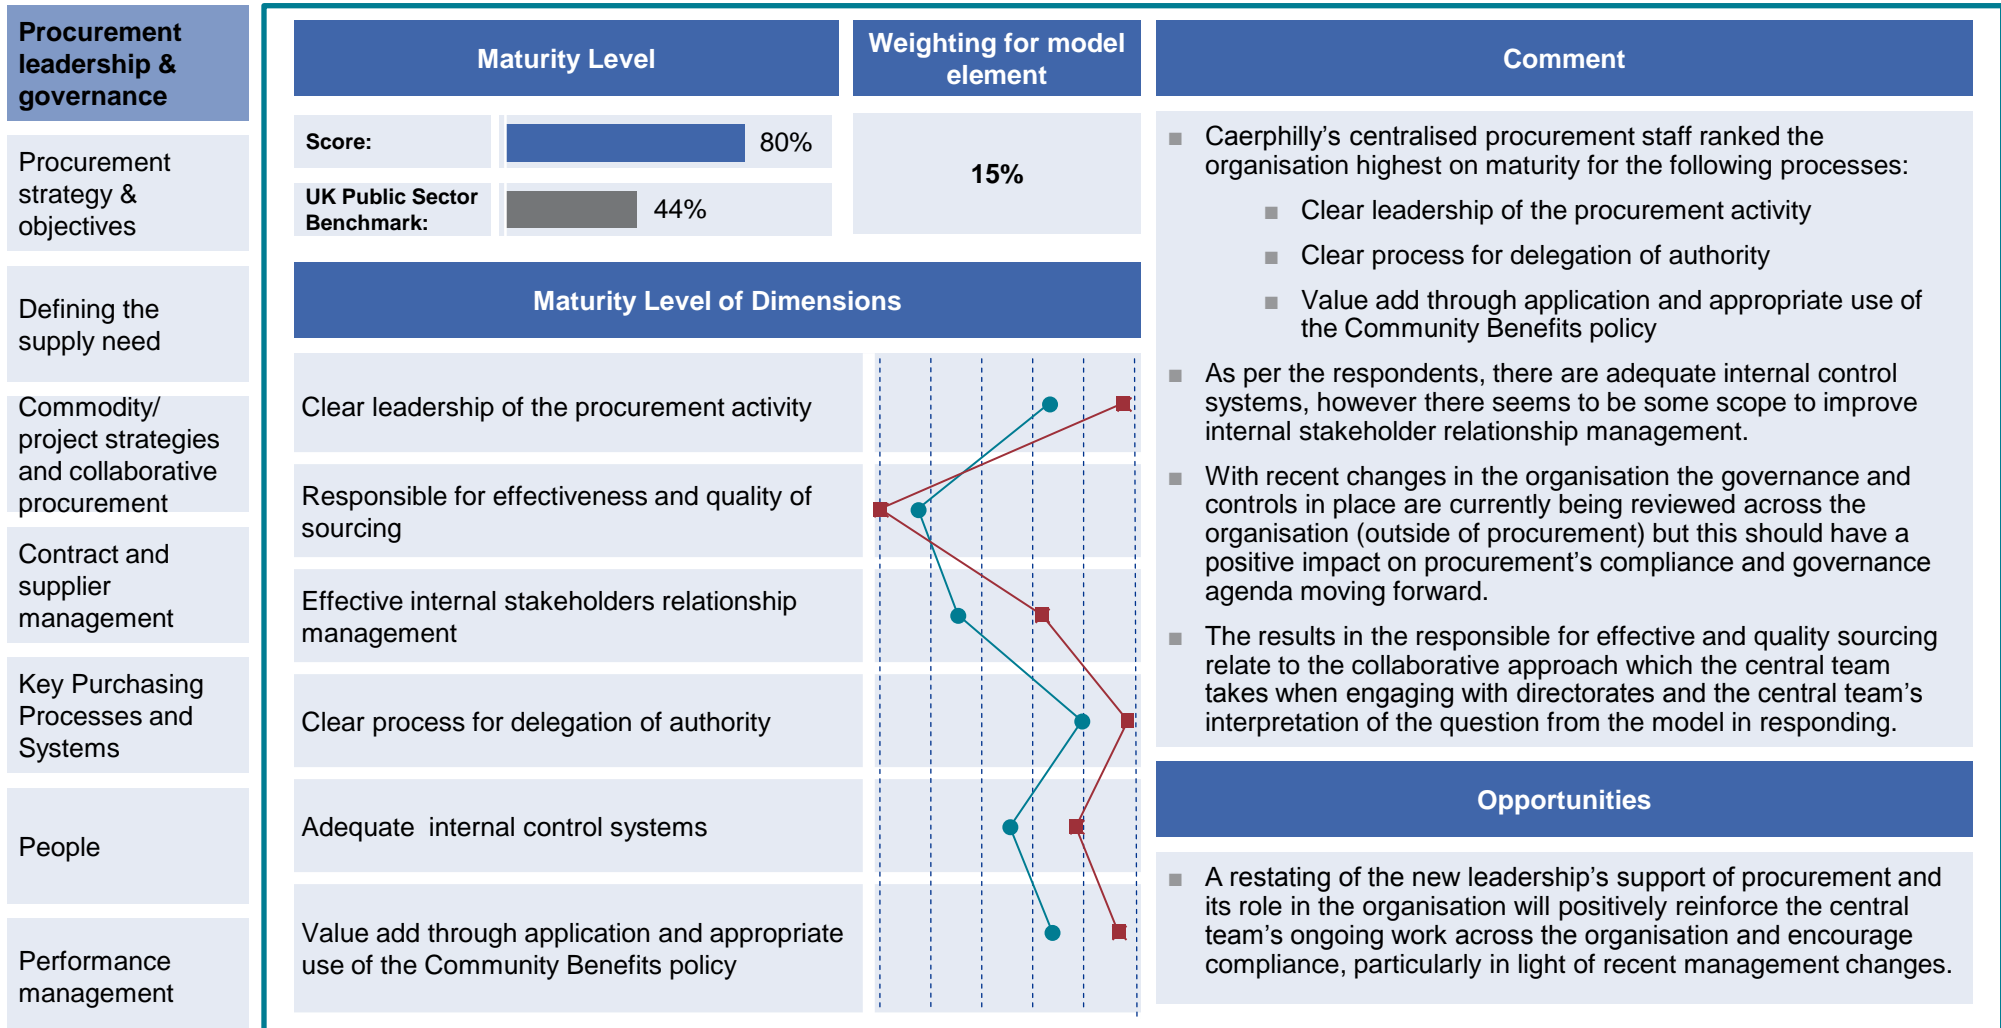 Procurement
leadership &
governance
Procurement
strategy &
objectives
Defining the
supply need
Commodity/
project strategies
and collaborative
procurement
Contract and
supplier
management
Key Purchasing
Processes and
Systems
People
Performance
management
Maturity Level
Score:
80%
UK Public Sector
Benchmark:
44%
Weighting for model
element
15%
Maturity Level of Dimensions
Clear leadership of the procurement activity
Responsible for effectiveness and quality of
sourcing
Effective internal stakeholders relationship
management
Clear process for delegation of authority
Adequate  internal control systems
Value add through application and appropriate
use of the Community Benefits policy
Comment
Caerphilly’s centralised procurement staff ranked the
organisation highest on maturity for the following processes:
Clear leadership of the procurement activity
Clear process for delegation of authority
Value add through application and appropriate use of
the Community Benefits policy
As per the respondents, there are adequate internal control
systems, however there seems to be some scope to improve
internal stakeholder relationship management.
With recent changes in the organisation the governance and
controls in place are currently being reviewed across the
organisation (outside of procurement) but this should have a
positive impact on procurement’s compliance and governance
agenda moving forward.
The results in the responsible for effective and quality sourcing
relate to the collaborative approach which the central team
takes when engaging with directorates and the central team’s
interpretation of the question from the model in responding.
Opportunities
A restating of the new leadership’s support of procurement and
its role in the organisation will positively reinforce the central
team’s ongoing work across the organisation and encourage
compliance, particularly in light of recent management changes.